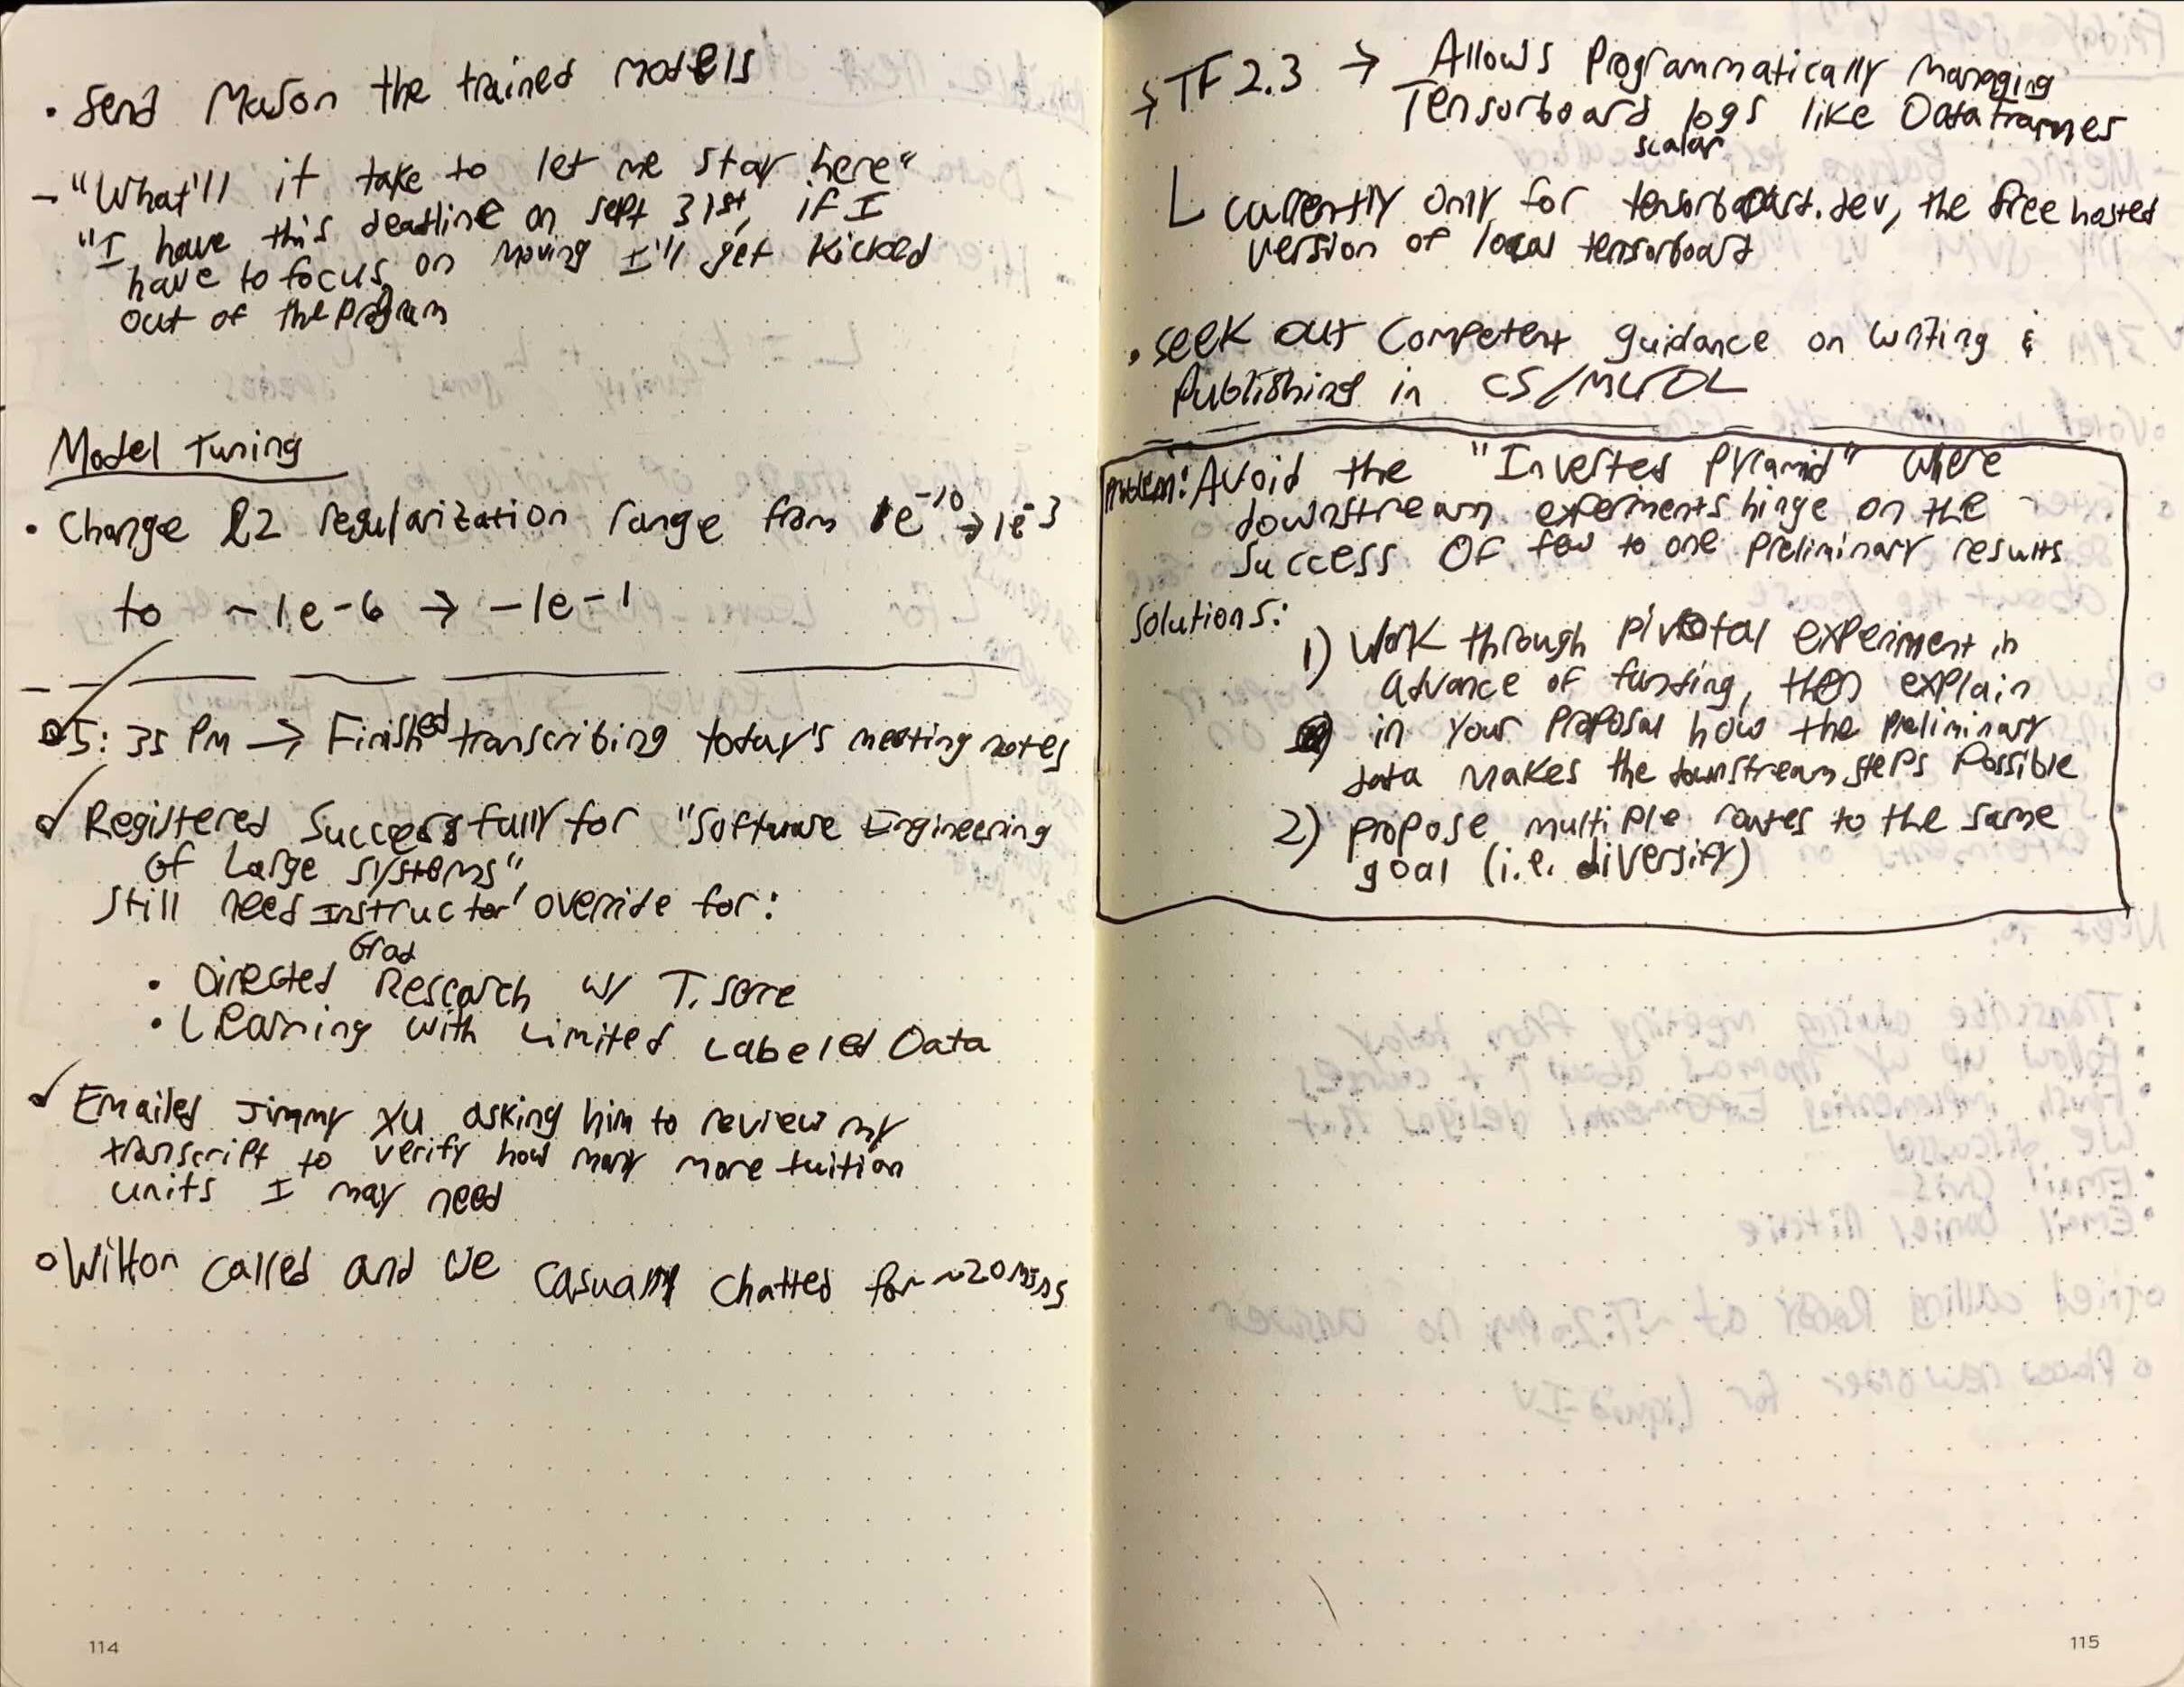 • Send Mason the trained models
- "What'll it take to let me stay here"
"I have this deadline on Sept 31st, if I
have to focus on moving I'll get kicked
out of the program
Model Tuning
• Change l2 regularization range from 1e^-10 → 1e^-3
to ~1e-6 → ~1e-1
5:35 PM → Finished transcribing today's meeting notes
✓ Registered Successfully for "Software Engineering
of Large Systems"
Still need Instructor override for:
Grad
• Directed Research w/ T. Serre
• Learning with Limited Labeled Data
✓ Emailed Jimmy Xu asking him to review my
transcript to verify how many more tuition
units I may need
o Wilton called and we casually chatted for ~20 mins
114
→ TF 2.3 → Allows Programmatically managing
Tensorboard logs like Dataframes
scalar
L currently only for tensorboard.dev, the free hosted
version of local tensorboard
• Seek out competent guidance on writing &
Publishing in CS/ML/DL
Problem: Avoid the "Inverted Pyramid" where
downstream experiments hinge on the
Success Of few to one preliminary results
Solutions:
1) Work through pivotal experiment in
advance of funding, then explain
in your Proposal how the preliminary
data makes the downstream steps Possible
2) propose multiple routes to the same
goal (i.e. diversify)
115